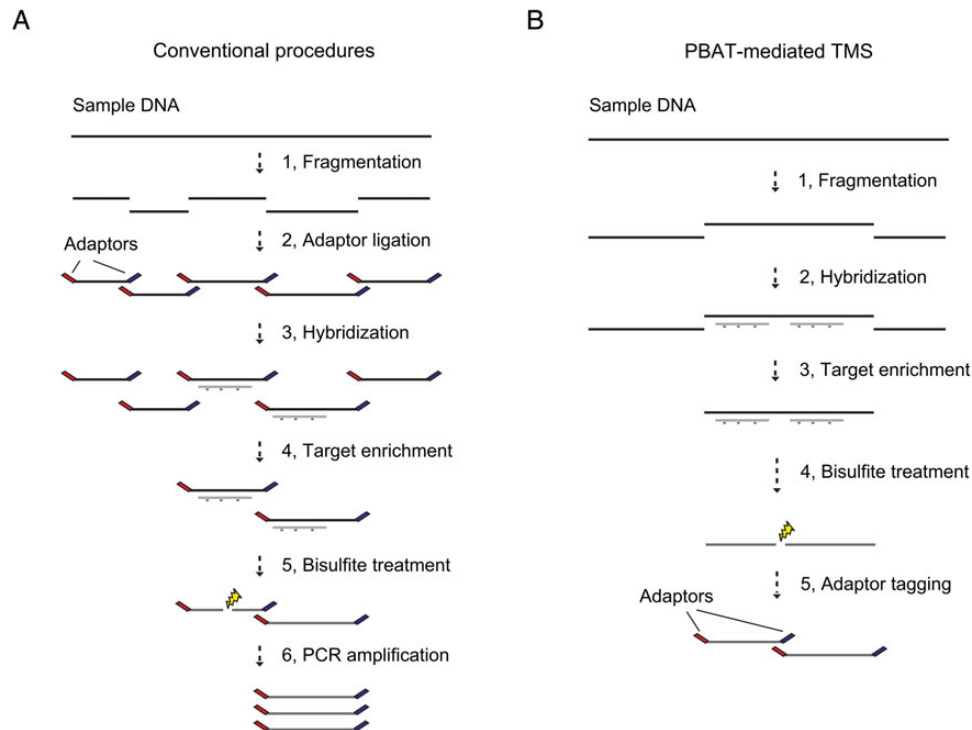 A
Conventional procedures
Sample DNA
1, Fragmentation
2, Adaptor ligation
Adaptors
3, Hybridization
4, Target enrichment
5, Bisulfite treatment
6, PCR amplification
B
PBAT-mediated TMS
Sample DNA
1, Fragmentation
2, Hybridization
3, Target enrichment
4, Bisulfite treatment
5, Adaptor tagging
Adaptors